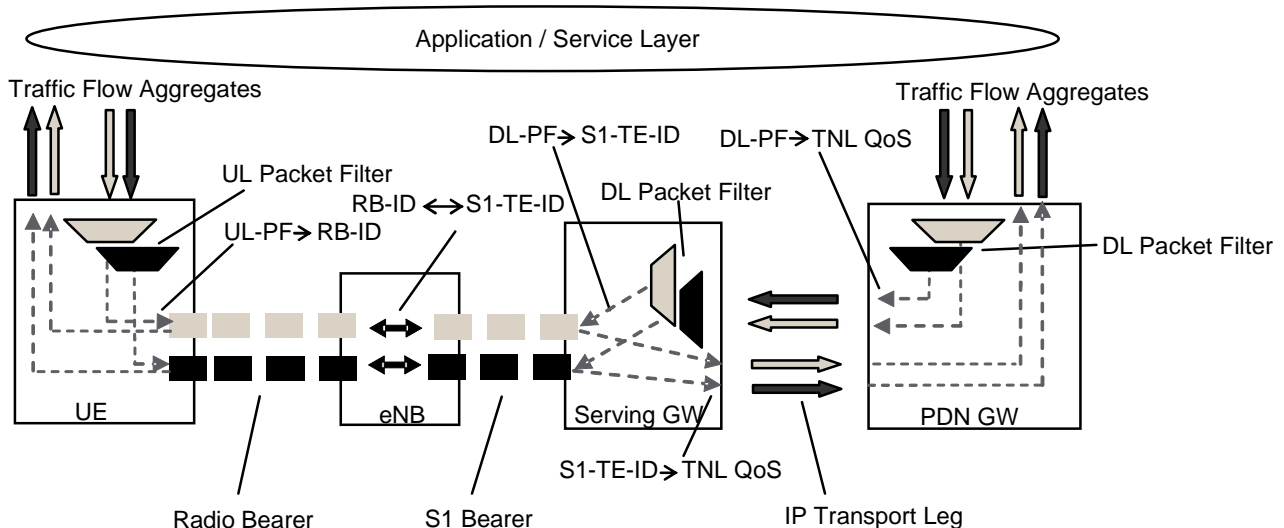 Application / Service Layer
Traffic Flow Aggregates
Traffic Flow Aggregates
DL-PF→S1-TE-ID
DL-PF→TNL QoS
UL Packet Filter
DL Packet Filter
RB-ID ↔ S1-TE-ID
UL-PF→RB-ID
DL Packet Filter
UE
eNB
Serving GW
PDN GW
S1-TE-ID→TNL QoS
Radio Bearer
S1 Bearer
IP Transport Leg